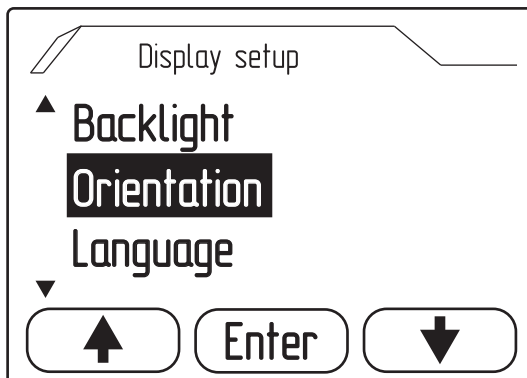 Display setup
Backlight
Orientation
Language
Enter